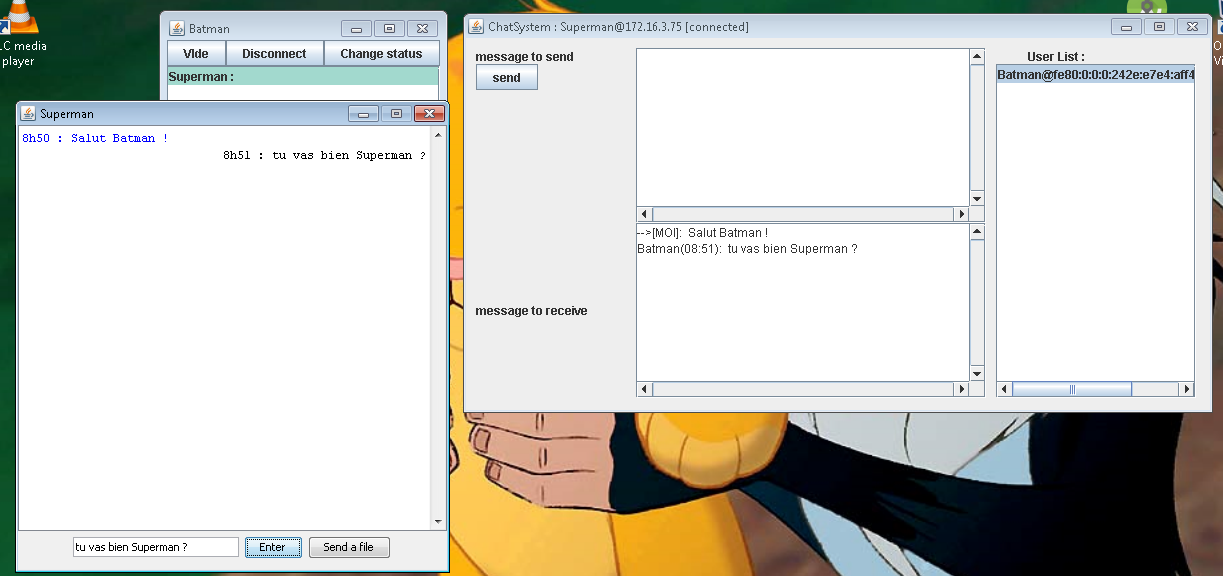 LC media
player
Batman
Vide Disconnect Change status
Superman :
Superman
8h50 : Salut Batman !
8h51 : tu vas bien Superman ?
tu vas bien Superman ? Enter Send a file
ChatSystem : Superman@172.16.3.75 [connected]
message to send
send
-->[MOI]: Salut Batman !
Batman(08:51): tu vas bien Superman ?
message to receive
User List :
Batman@fe80:0:0:0:242e:e7e4:aff4